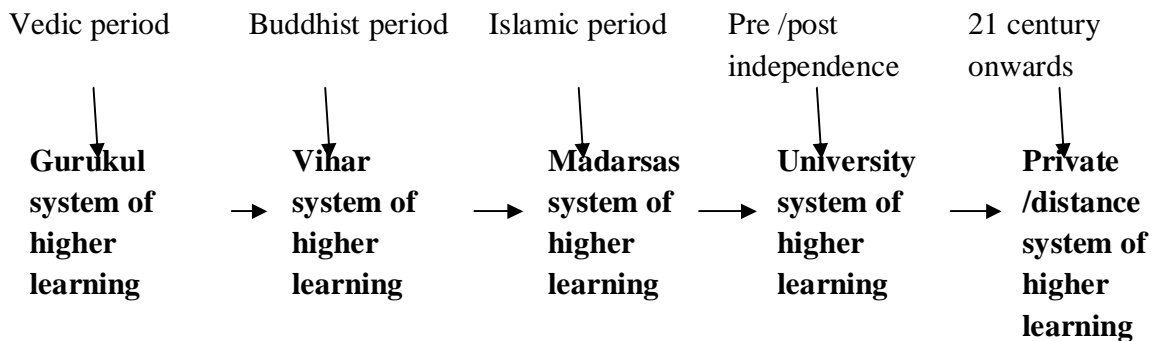 Vedic period
Buddhist period
Islamic period
Pre /post
independence
21 century
onwards
Gurukul
system of
higher
learning
Vihar
system of
higher
learning
Madarsas
system of
higher
learning
University
system of
higher
learning
Private
/distance
system of
higher
learning